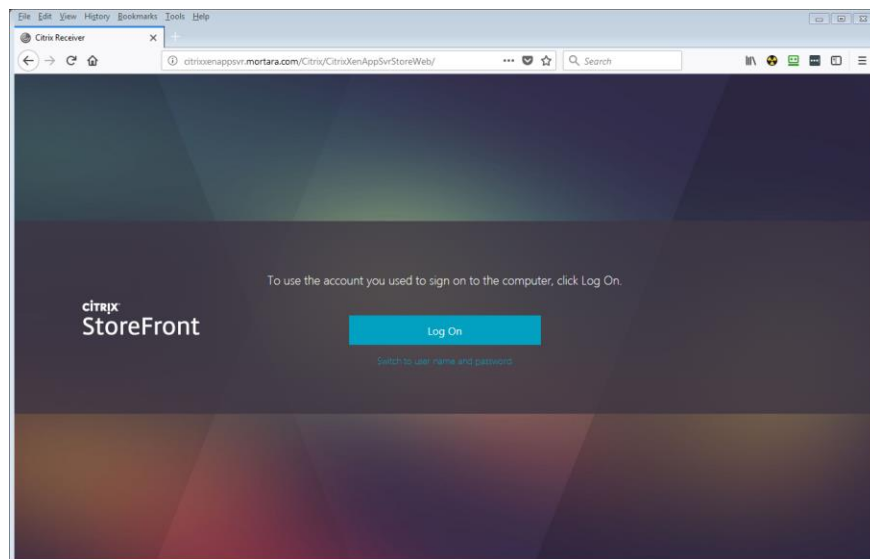 File Edit View History Bookmarks Tools Help
Citrix Receiver
citrixxenappsvr.mortara.com/Citrix/CitrixXenAppSvrStoreWeb/
Search
To use the account you used to sign on to the computer, click Log On.
CİTRIX
StoreFront
Log On
Switch to user name and password